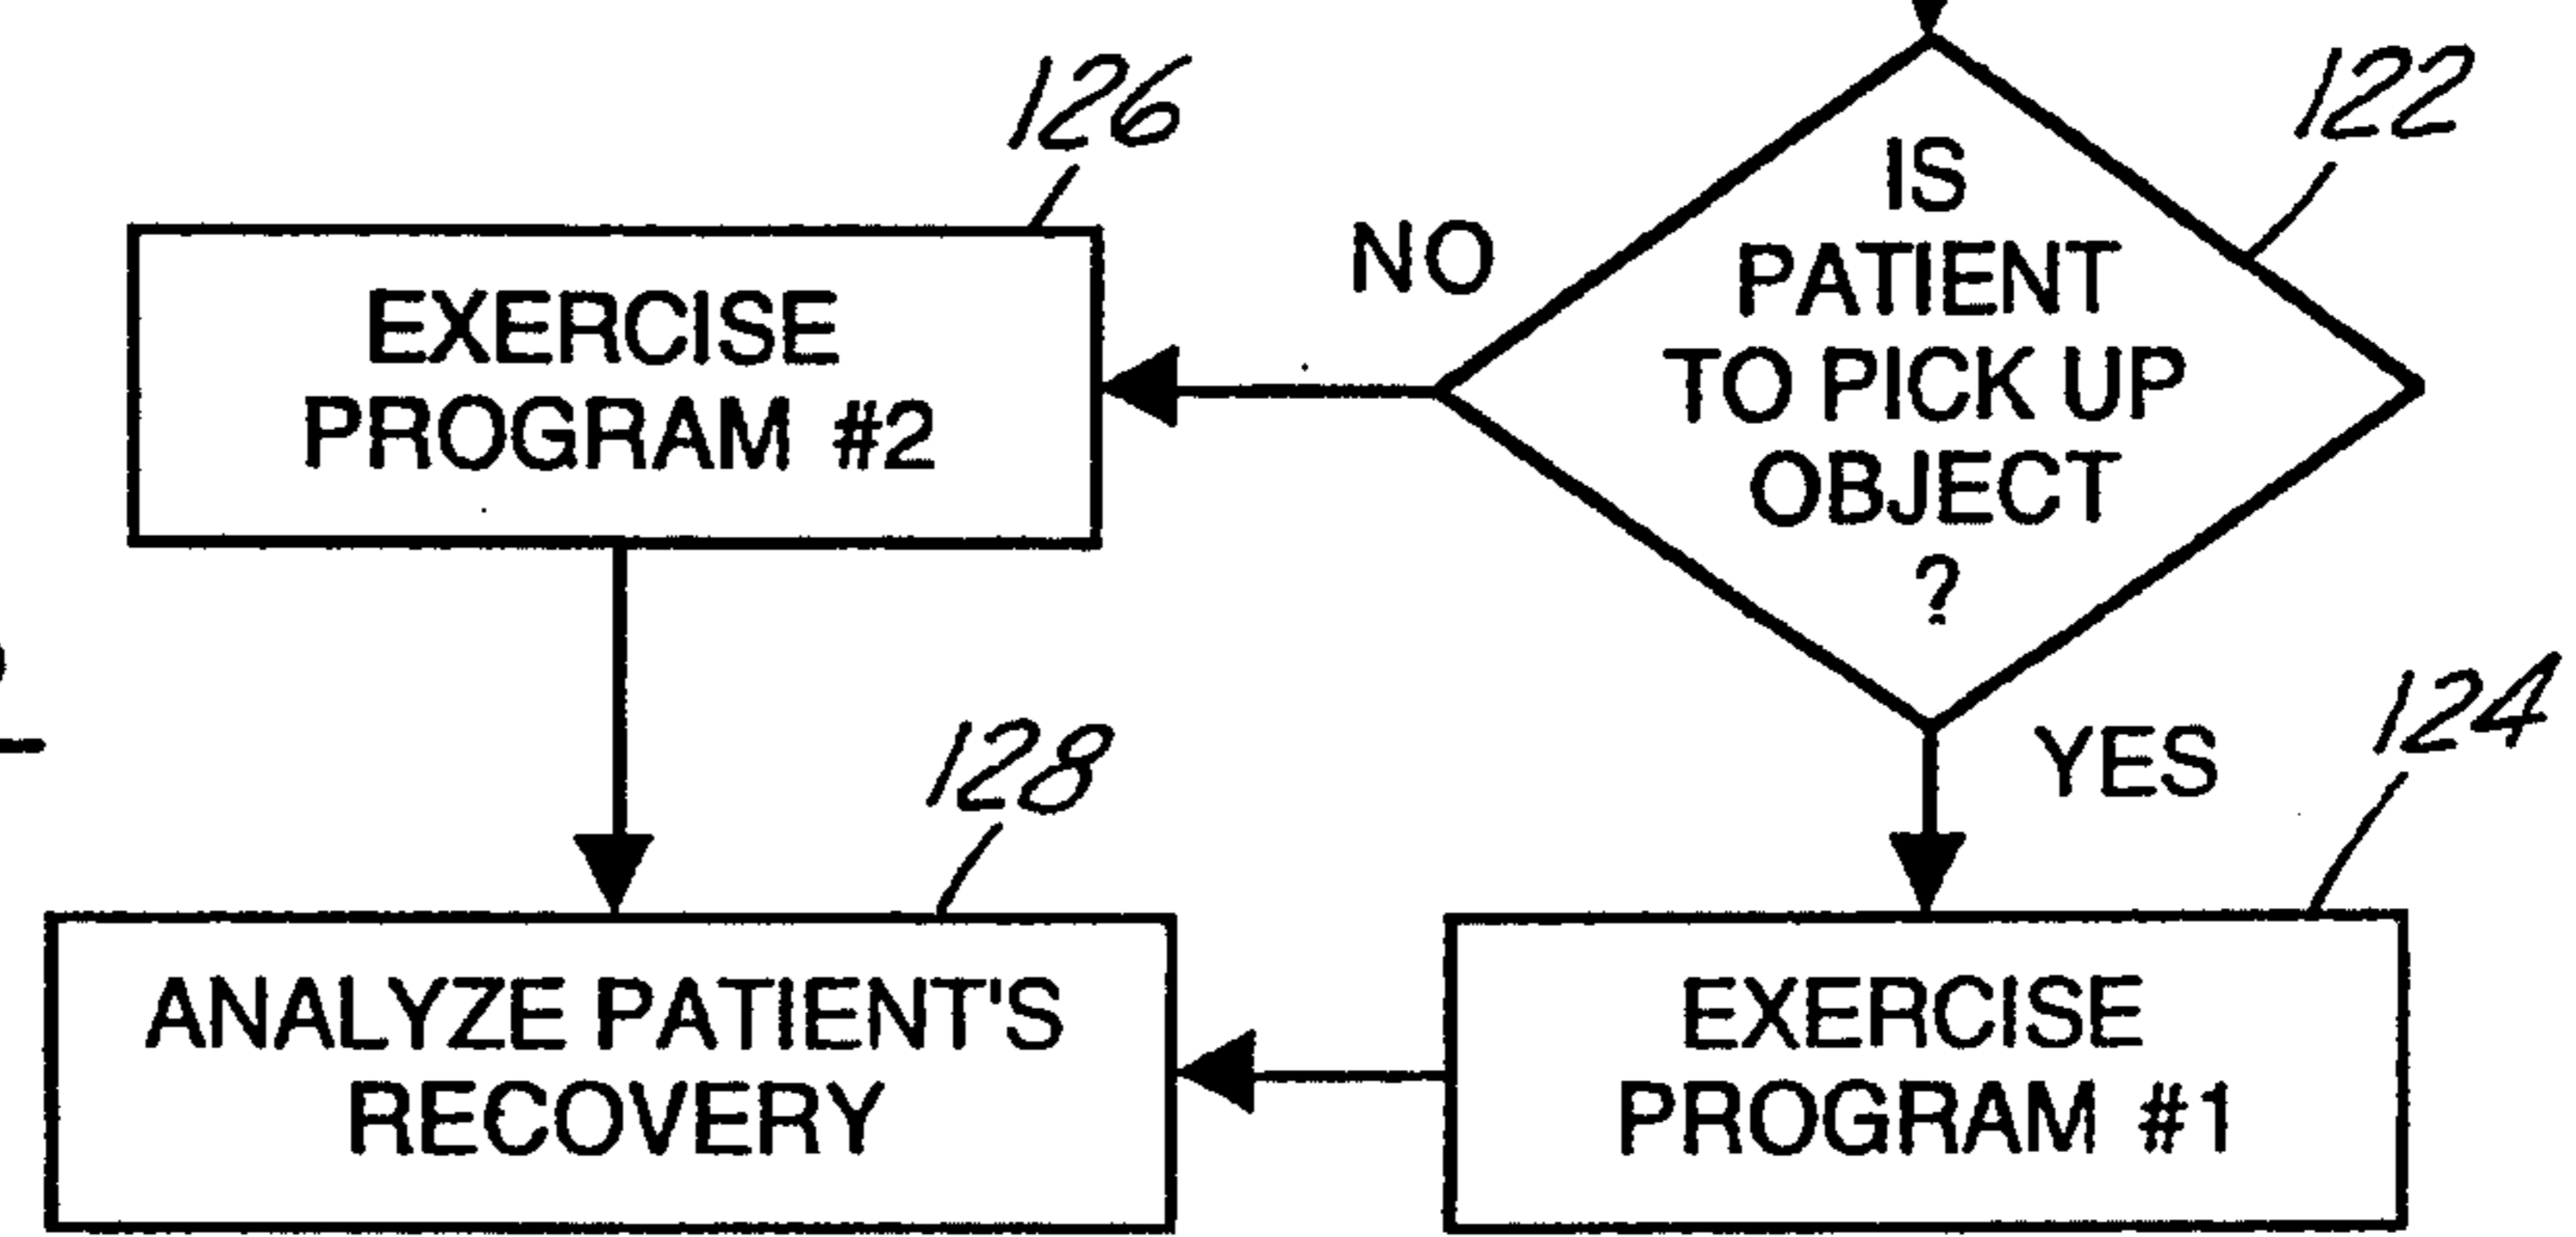 126
122
IS
PATIENT
TO PICK UP
OBJECT
?
NO
EXERCISE
PROGRAM #2
YES
128
124
ANALYZE PATIENT'S
RECOVERY
EXERCISE
PROGRAM #1